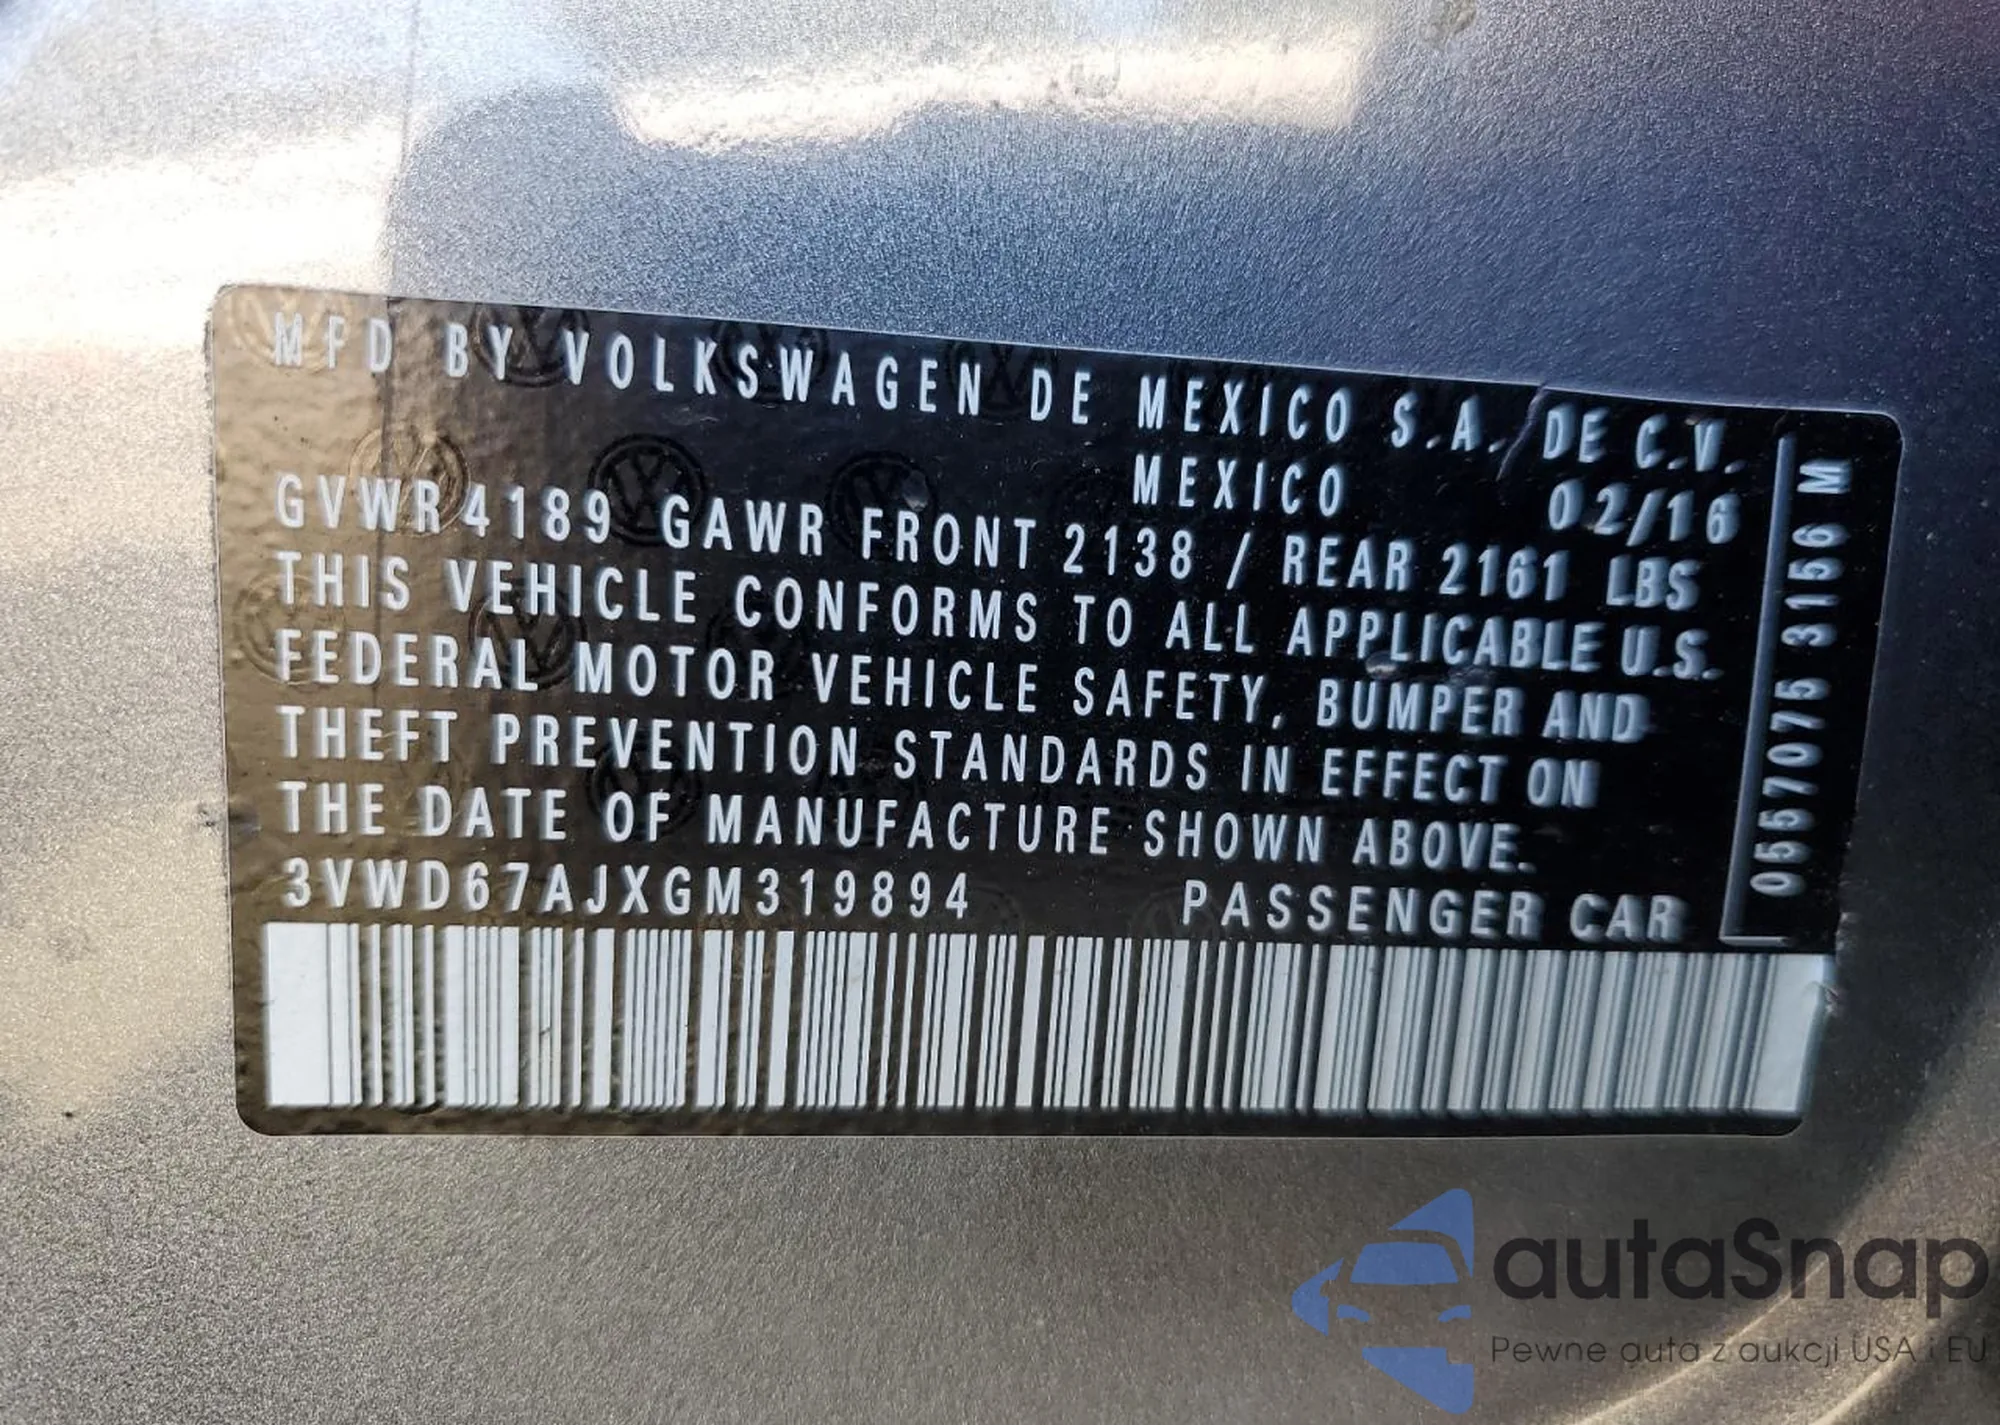 MFD BY VOLKSWAGEN DE MEXICO S.A. DE C.V.
MEXICO 02/16
GVWR 4189 GAWR FRONT 2138 / REAR 2161 LBS
THIS VEHICLE CONFORMS TO ALL APPLICABLE U.S.
FEDERAL MOTOR VEHICLE SAFETY, BUMPER AND
THEFT PREVENTION STANDARDS IN EFFECT ON
THE DATE OF MANUFACTURE SHOWN ABOVE.
3VWD67AJXGM319894 PASSENGER CAR
0557075 3156 M
autaSnap
Pewne auta z aukcji USA i EU